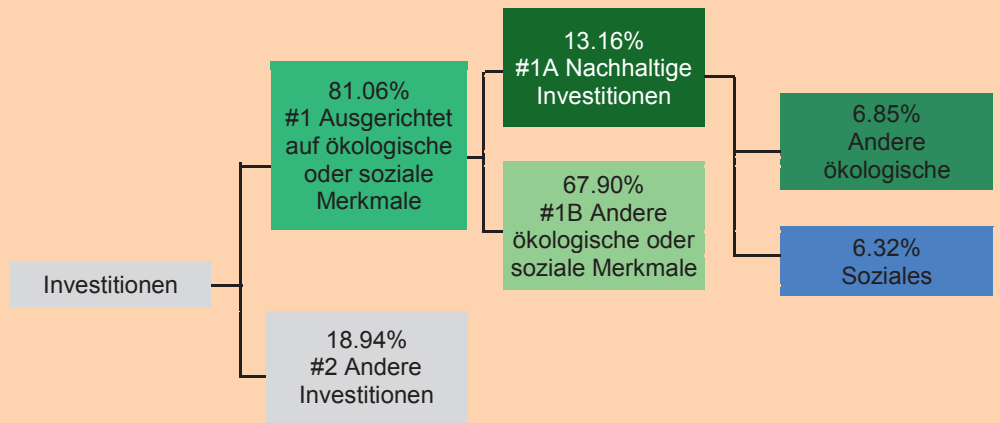 Investitionen
81.06%
#1 Ausgerichtet
auf ökologische
oder soziale
Merkmale
18.94%
#2 Andere
Investitionen
13.16%
#1A Nachhaltige
Investitionen
67.90%
#1B Andere
ökologische oder
soziale Merkmale
6.85%
Andere
ökologische
6.32%
Soziales